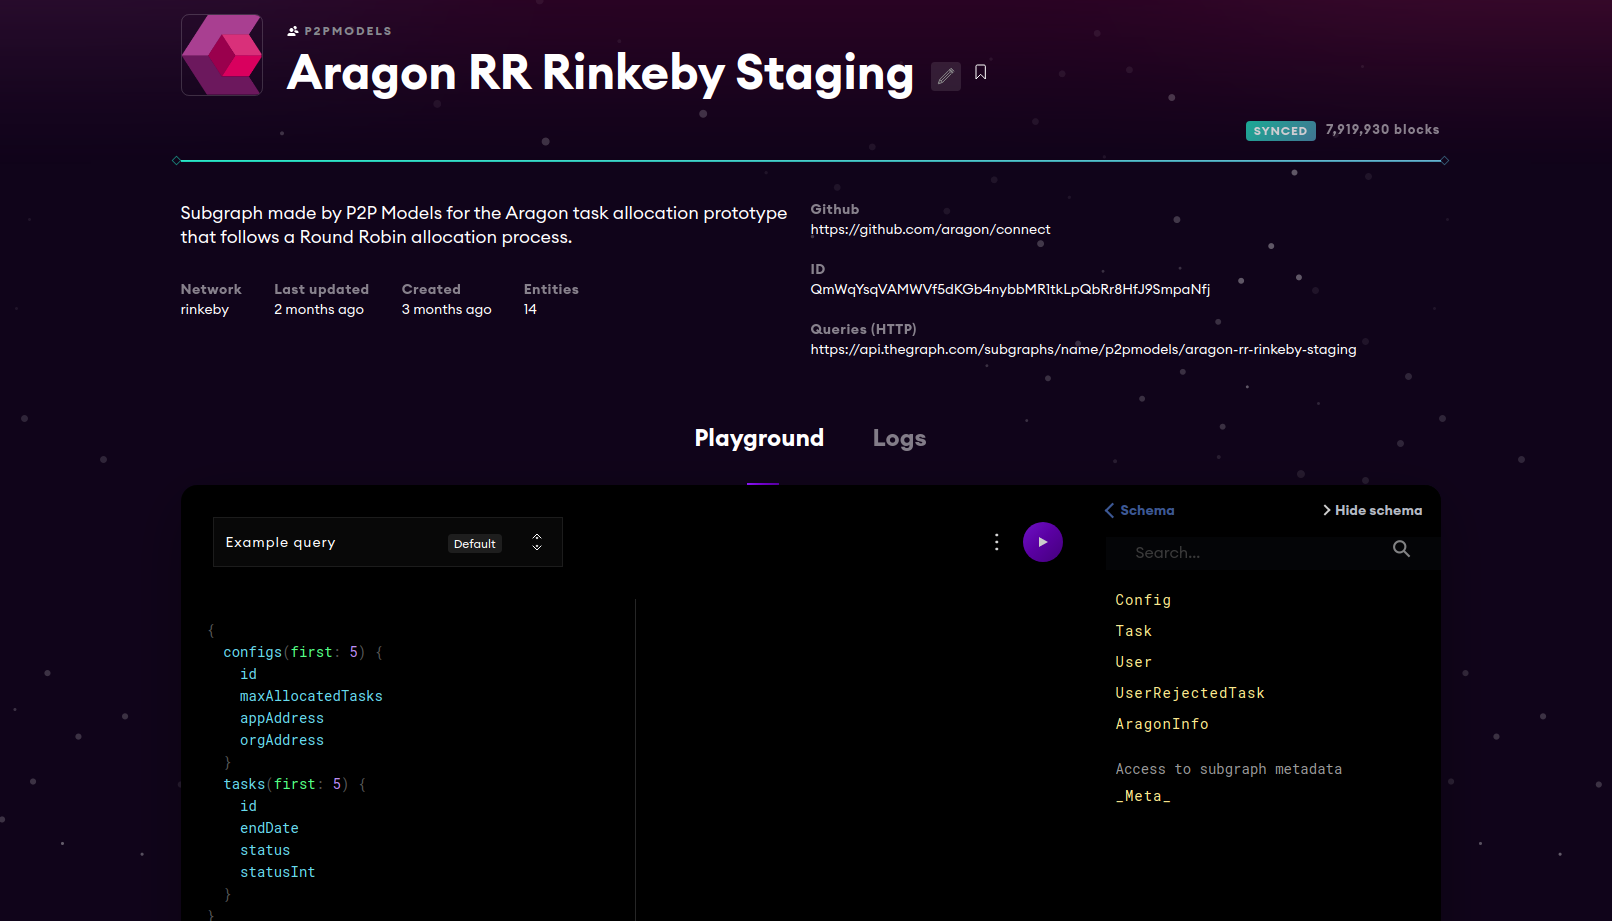 P2PMODELS
Aragon RR Rinkeby Staging
SYNCED 7,919,930 blocks
Subgraph made by P2P Models for the Aragon task allocation prototype
that follows a Round Robin allocation process.
Network Last updated Created Entities
rinkeby 2 months ago 3 months ago 14
Github
https://github.com/aragon/connect
ID
QmWqYsqVAMWVf5dKGb4nybbMR1tkLpQbRr8HfJ9SmpaNfj
Queries (HTTP)
https://api.thegraph.com/subgraphs/name/p2pmodels/aragon-rr-rinkeby-staging
Playground Logs
Example query Default
{
configs(first: 5) {
id
maxAllocatedTasks
appAddress
orgAddress
}
tasks(first: 5) {
id
endDate
status
statusInt
}
}
Schema Hide schema
Search...
Config
Task
User
UserRejectedTask
AragonInfo
Access to subgraph metadata
_Meta_